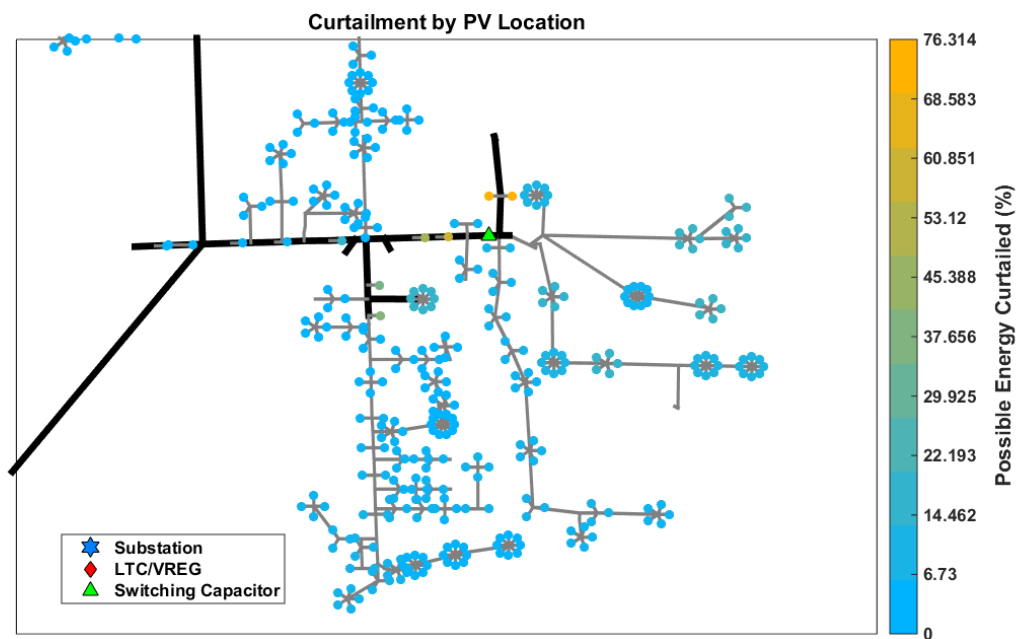 Curtailment by PV Location
76.314
68.583
60.851
53.12
45.388
37.656
29.925
22.193
14.462
6.73
0
Possible Energy Curtailed (%)
Substation
LTC/VREG
Switching Capacitor